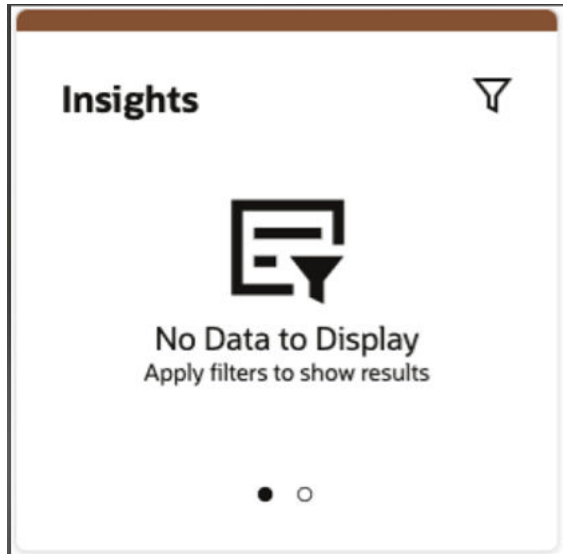 Insights
No Data to Display
Apply filters to show results